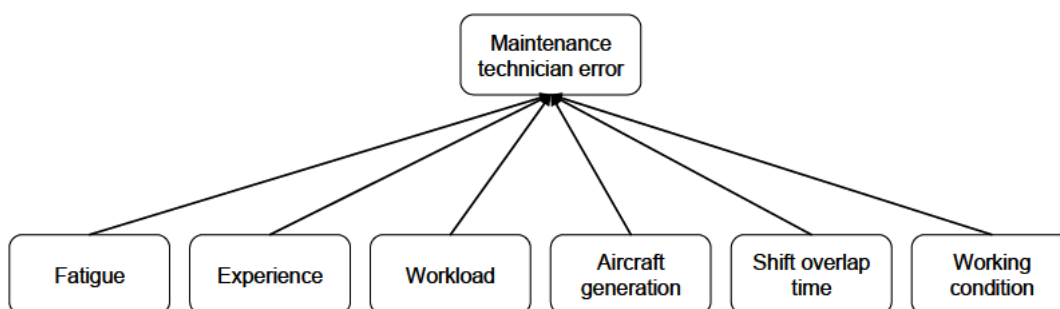 Maintenance
technician error
Fatigue
Experience
Workload
Aircraft
generation
Shift overlap
time
Working
condition